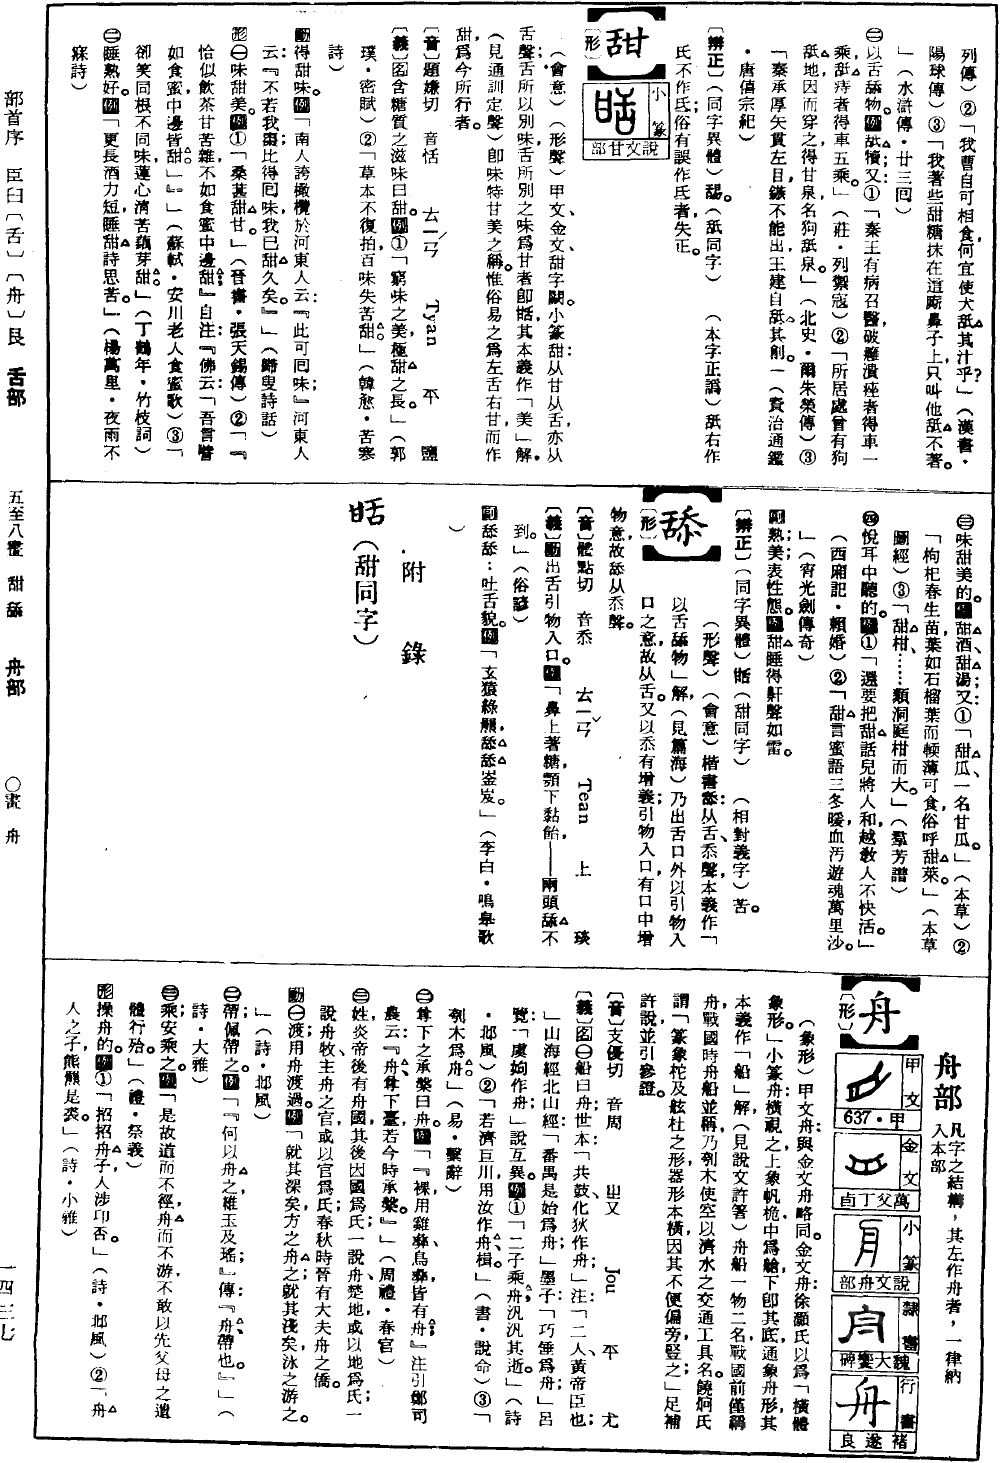 列傳）②「我曹自可相食何宜使犬舐其汁乎？」（漢書・
陽球傳）③「我著些甜糖抹在這廝鼻子上只叫他舐不著。
」（水滸傳・廿三回）
㊁以舌舐物。例舐犢；又①「秦王有病召醫破癰潰痤者得車一
乘，舐痔者得車五乘。」（莊・列禦寇）②「所居處曾有狗
舐地因而穿之得甘泉名狗舐泉。」（北史・爾朱榮傳）③
「秦承厚矢貫左目鏃不能出王建自舐其創。」（資治通鑑
・唐僖宗紀）
〔辨正〕（同字異體）舓（舐同字）（本字正譌）舐右作
氏不作氐；俗有誤作氐者，失正。
【甜】
小篆
說文甘部
〔形〕
（會意）（形聲）甲文、金文、甜字闕。小篆甜：从甘从舌，亦从
舌聲；舌所以別味，舌所別之味爲甘者卽甛，其本義作「美」解，
（見通訓定聲）卽味特甘美之稱。惟俗易之爲左舌右甘而作
甜，爲今所行者。
〔音〕題嫌切　音恬　ㄊㄧㄢˊ　Tyan　平　鹽
〔義〕名含糖質之滋味曰甜。例①「窮味之美，極甜之長。」（郭
璞・密賦）②「草木不復拍，百味失苦甜。」（韓愈・苦寒
詩）
動得甜味。例「南人誇橄欖於河東人云：『此可回味』；河東人
云：『不若我棗，比得回味，我已甜久矣。』」（蔣叟詩話）
形㊀味甜美。例①「桑葚甜甘。」（晉書・張天錫傳）②「『
恰似飲茶甘苦雜，不如食蜜中邊甜。』自注：『佛云：「吾言譬
如食蜜，中邊皆甜。」』」（蘇軾・安川老人食蜜歌）③「
卻笑同根不同味，蓮心清苦藕芽甜。」（丁鶴年・竹枝詞）
㊁睡熟好。例「更長酒力短，睡甜詩思苦。」（楊萬里・夜雨不
寐詩）
㊂味甜美的。例甜酒、甜湯；又①「甜瓜、一名甘瓜。」（本草）②
「枸杞春生苗，葉如石榴葉而輭薄可食，俗呼甜菜。」（本草
圖經）③「甜柑、……類洞庭柑而大。」（羣芳譜）
㊃悅耳中聽的。例①「還要把甜話兒將人和，越敎人不快活。」
（西廂記・賴婚）②「甜言蜜語三冬暖，血汚遊魂萬里沙。
」（宵光劍傳奇）
副熟美；表性態。例甜睡得鼾聲如雷。
〔辨正〕（同字異體）甛（甜同字）（相對義字）苦。
【舔】
〔形〕
（形聲）（會意）楷書舔：从舌、忝聲，本義作「
以舌舔物」解（見篇海），乃出舌口外以引物入
口之意，故从舌。又以忝有增義；引物入口有口中增
物意，故舔从忝聲。
〔音〕體點切　音忝　ㄊㄧㄢˇ　Tean　上　琰
〔義〕動出舌引物入口。例「鼻上著糖，顎下黏飴——兩頭舔不
到。」（俗諺）
副舔舔：吐舌貌。例「玄猿綠羆，舔舔崟岌。」（李白・鳴皋歌
）
附　錄
甛（甜同字）
舟部　凡字之結構，其左作舟者，一律納
入本部
【舟】
甲文　甲・637
金文　萬父丁卣
小篆　說文舟部
隸書　魏大饗碑
行書　褚遂良
〔形〕
（象形）甲文舟：與金文舟略同。金文舟：徐灝氏以爲「橫體
象形。」小篆舟：橫視之上象帆桅，中爲艙，下卽其底，通象舟形，其
本義作「船」解（見說文許箸）。舟船一物二名，戰國前僅稱
舟，戰國時舟船並稱，乃刳木使空以濟水之交通工具名。饒炯氏
謂「篆象柁及舷杜之形，器形本橫，因其不便偏旁豎之；」足補
許說，並引參證。
〔音〕支優切　音周　ㄓㄡ　Jou　平　尤
〔義〕名㊀船曰舟；世本：「共鼓、化狄作舟；」注：「二人黃帝臣也；
」山海經北山經：「番禺是始爲舟；」墨子：「巧倕爲舟；」呂
覽：「虞姁作舟；」說互異。例①「二子乘舟，汎汎其逝。」（詩
・邶風）②「若濟巨川，用汝作舟楫。」（書・說命）③「
刳木爲舟」（易・繫辭）
㊁尊下之承槃曰舟。例「『祼用雞彝鳥彝，皆有舟；』注引鄭司
農云：『舟，尊下臺，若今時承槃。』」（周禮・春官）
㊂姓。炎帝後有舟國，其後因國爲氏；一說舟、楚地，或以地爲氏；一
說舟牧、主舟之官，或以官爲氏；春秋時晉有大夫舟之僑。
動㊀渡；用舟渡過。例「就其深矣，方之舟之；就其淺矣，泳之游之。
」（詩・邶風）
㊁帶；佩帶之。例「『何以舟之？維玉及瑤；』傳：『舟，帶也。』」（
詩・大雅）
㊂乘；安乘之。例「是故道而不徑，舟而不游，不敢以先父母之遺
體行殆。」（禮・祭義）
形操舟的。例①「招招舟子，人涉卬否。」（詩・邶風）②「舟
人之子，熊羆是裘。」（詩・小雅）
部首序　臣臼〔舌〕〔舟〕艮　舌部　五至八畫　甜　舔　舟部　〇畫　舟　一四三七